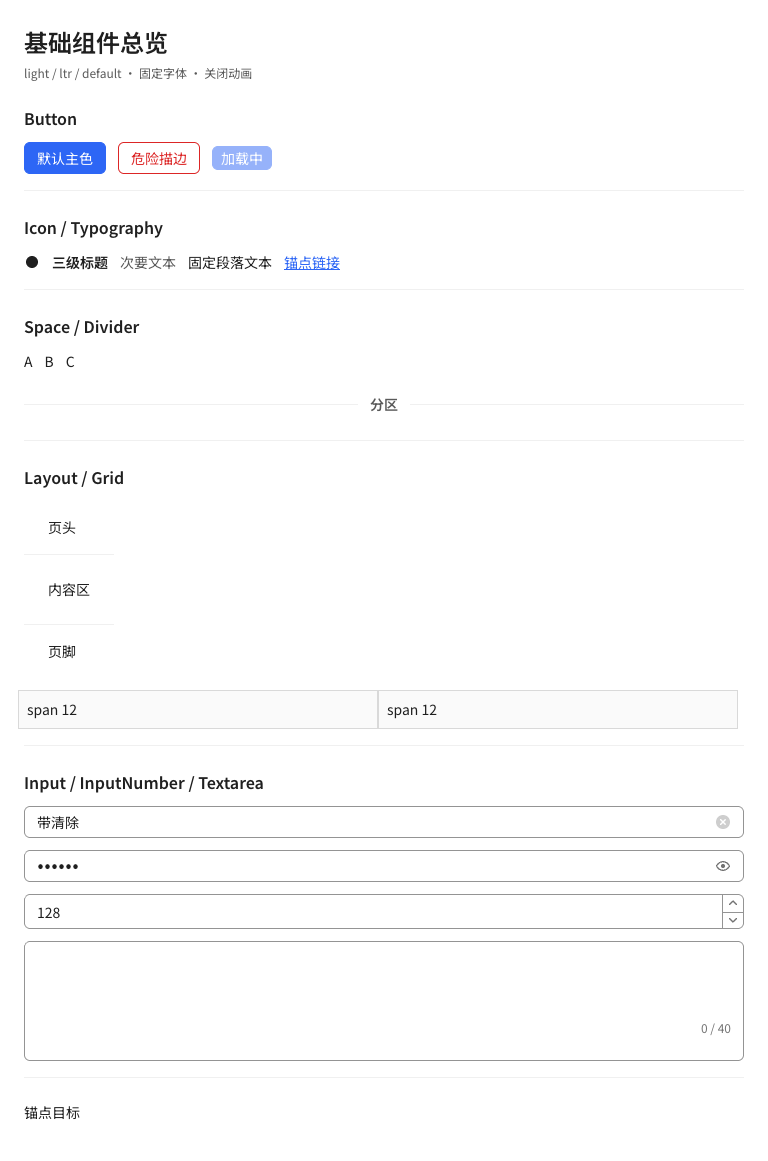 基础组件总览
light / ltr / default ・ 固定字体 ・ 关闭动画
Button
默认主色 危险描边 加载中
Icon / Typography
三级标题 次要文本 固定段落文本 锚点链接
Space / Divider
A B C
分区
Layout / Grid
页头
内容区
页脚
span 12 span 12
Input / InputNumber / Textarea
带清除
••••••
128
0 / 40
锚点目标